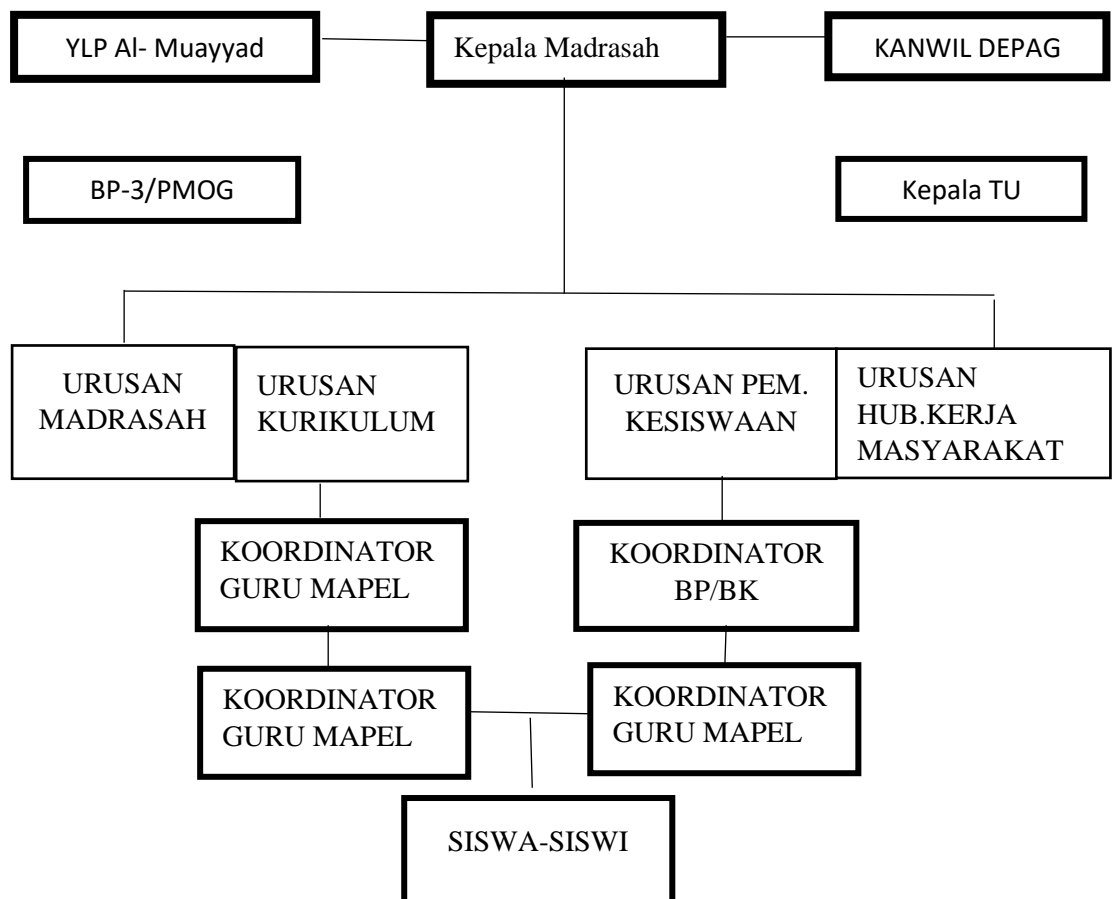 YLP Al- Muayyad
Kepala Madrasah
KANWIL DEPAG
BP-3/PMOG
Kepala TU
URUSAN
MADRASAH
URUSAN
KURIKULUM
URUSAN PEM.
KESISWAAN
URUSAN
HUB.KERJA
MASYARAKAT
KOORDINATOR
GURU MAPEL
KOORDINATOR
BP/BK
KOORDINATOR
GURU MAPEL
KOORDINATOR
GURU MAPEL
SISWA-SISWI